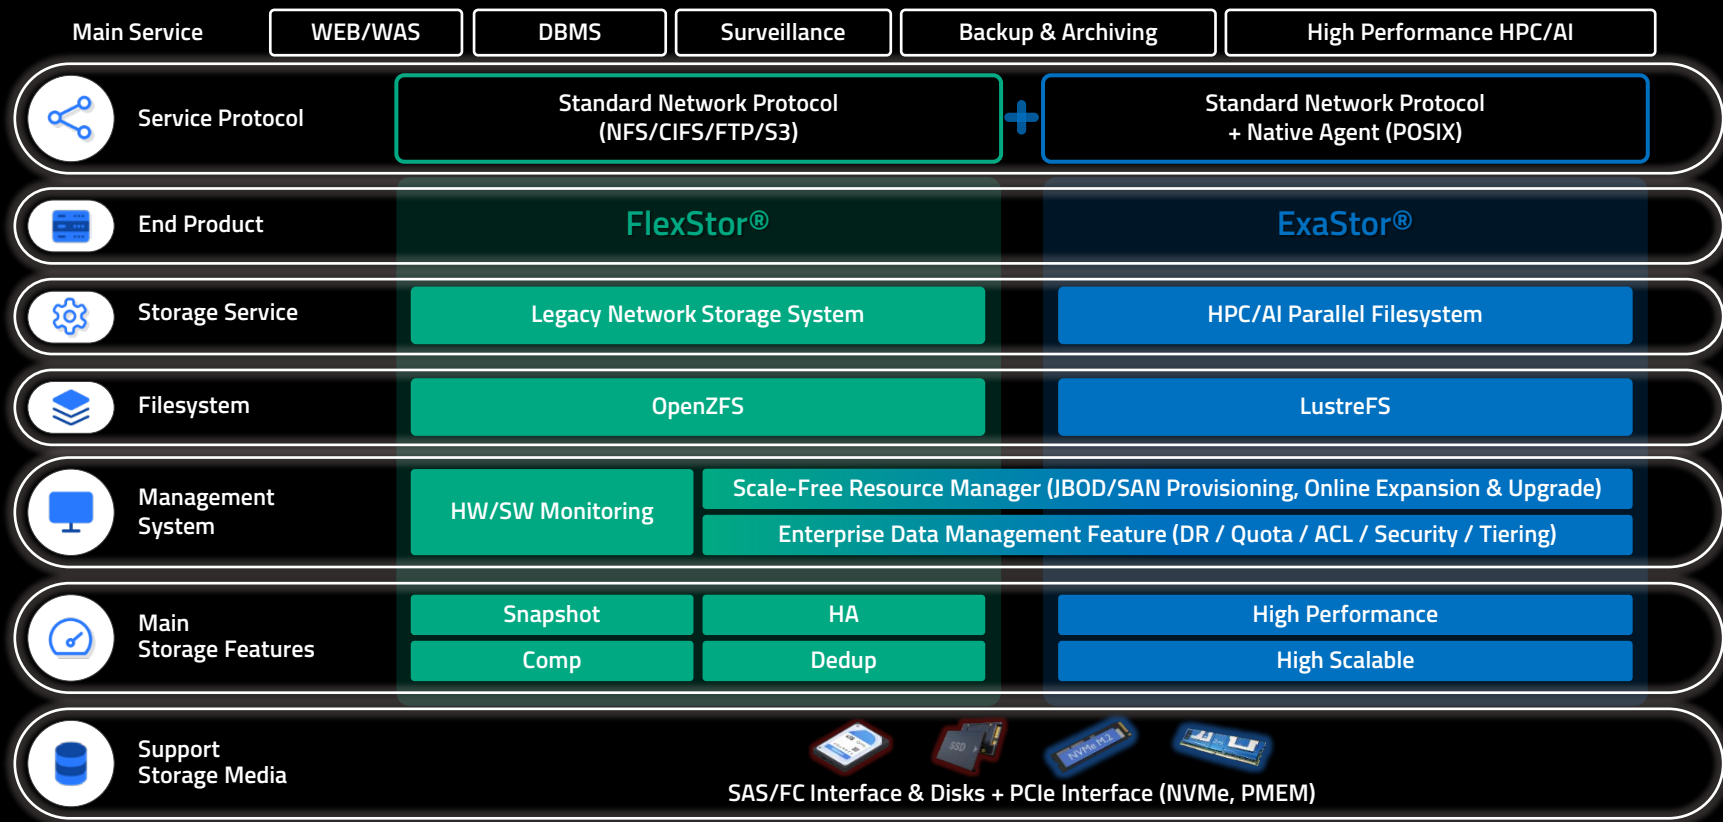 Main Service
WEB/WAS
DBMS
Surveillance
Backup & Archiving
High Performance HPC/AI
Service Protocol
Standard Network Protocol
(NFS/CIFS/FTP/S3)
+
Standard Network Protocol
+ Native Agent (POSIX)
End Product
FlexStor®
ExaStor®
Storage Service
Legacy Network Storage System
HPC/AI Parallel Filesystem
Filesystem
OpenZFS
LustreFS
Management
System
HW/SW Monitoring
Scale-Free Resource Manager (JBOD/SAN Provisioning, Online Expansion & Upgrade)
Enterprise Data Management Feature (DR / Quota / ACL / Security / Tiering)
Main
Storage Features
Snapshot
HA
Comp
Dedup
High Performance
High Scalable
Support
Storage Media
SSD
NVMe M.2
SAS/FC Interface & Disks + PCIe Interface (NVMe, PMEM)